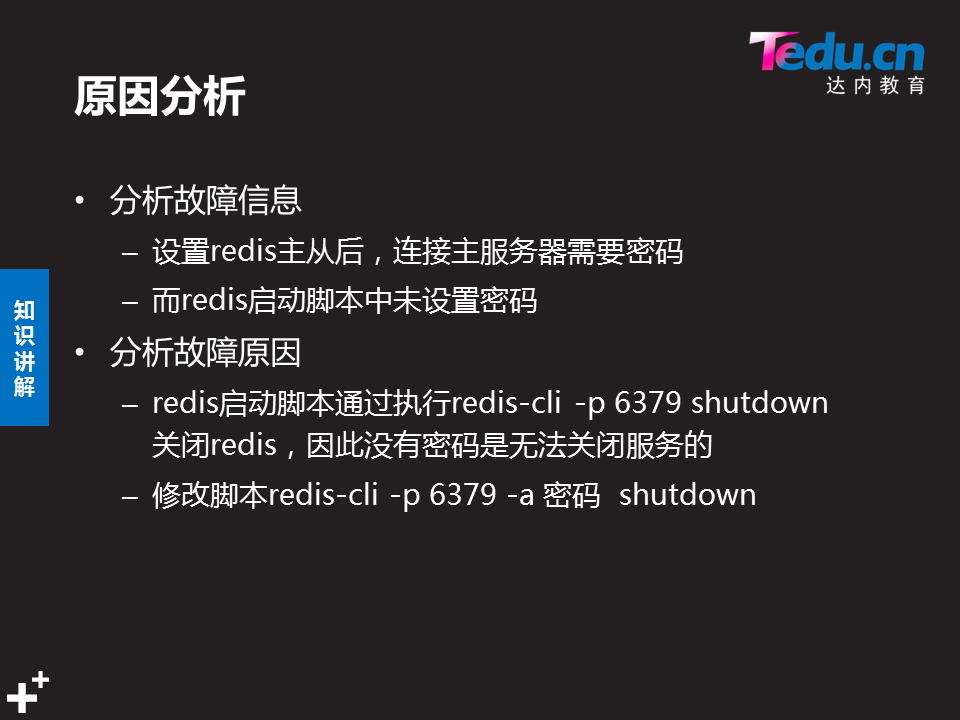 Tedu.cn
达内教育
原因分析
• 分析故障信息
– 设置redis主从后，连接主服务器需要密码
– 而redis启动脚本中未设置密码
• 分析故障原因
– redis启动脚本通过执行redis-cli -p 6379 shutdown
关闭redis，因此没有密码是无法关闭服务的
– 修改脚本redis-cli -p 6379 -a 密码 shutdown
知
识
讲
解